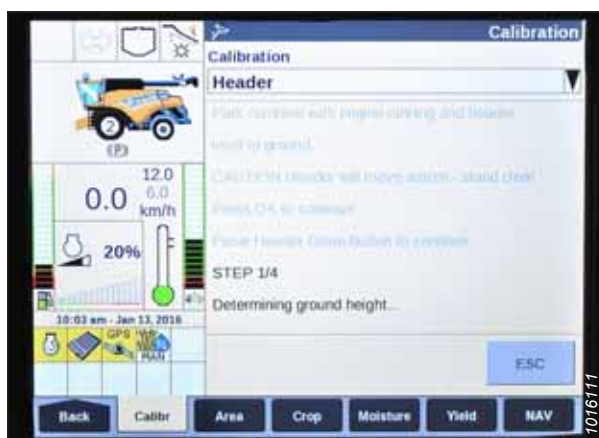 Calibration
Calibration
Header
Park combine with engine running and header
level to ground.
CAUTION Header will move autom.- stand clear
Press OK to continue
Press Header Down button to continue
STEP 1/4
Determining ground height...
ESC
2
(P)
12.0
0.0
6.0
km/h
20%
10:03 am - Jan 13, 2016
GPS
MAN
Back
Calibr
Area
Crop
Moisture
Yield
NAV
1016111